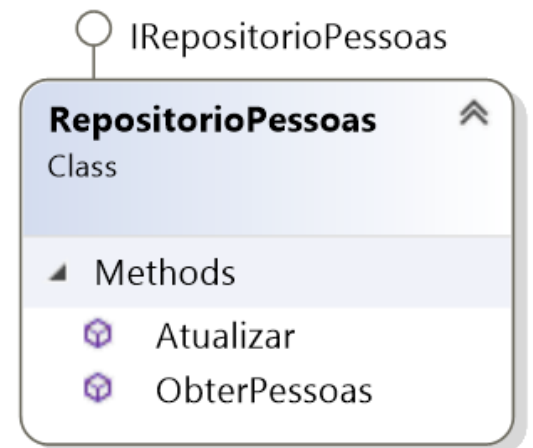 IRepositorioPessoas
RepositorioPessoas
Class
Methods
Atualizar
ObterPessoas